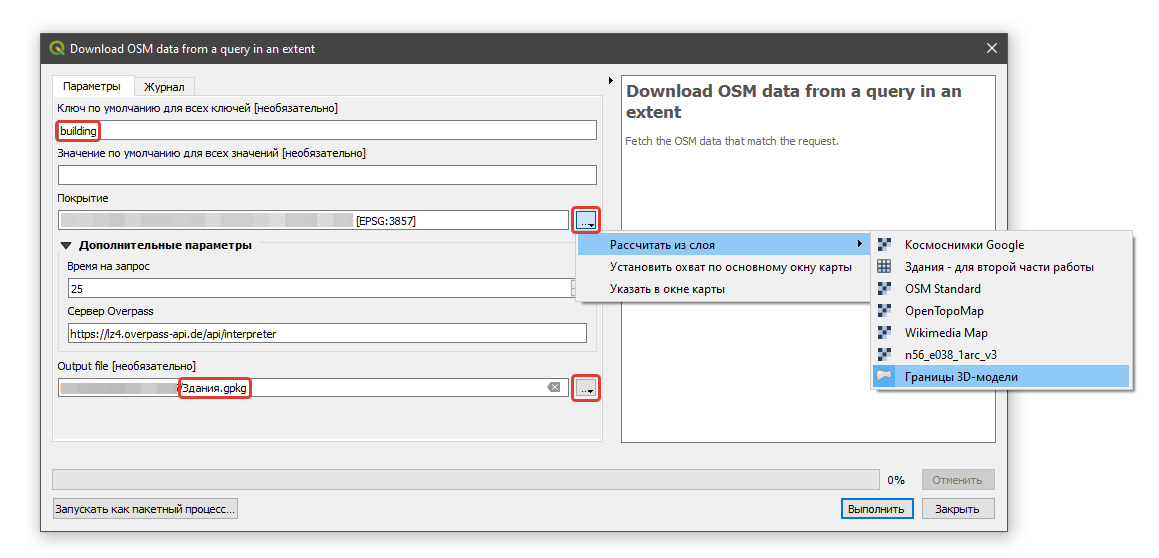 Download OSM data from a query in an extent
Параметры
Журнал
Ключ по умолчанию для всех ключей [необязательно]
building
Значение по умолчанию для всех значений [необязательно]
Покрытие
[EPSG:3857]
...
Дополнительные параметры
Время на запрос
25
Сервер Overpass
https://lz4.overpass-api.de/api/interpreter
Output file [необязательно]
Здания.gpkg
...
Download OSM data from a query in an
extent
Fetch the OSM data that match the request.
Рассчитать из слоя
Установить охват по основному окну карты
Указать в окне карты
Космоснимки Google
Здания - для второй части работы
OSM Standard
OpenTopoMap
Wikimedia Map
n56_e038_1arc_v3
Границы 3D-модели
0%
Отменить
Запускать как пакетный процесс...
Выполнить
Закрыть